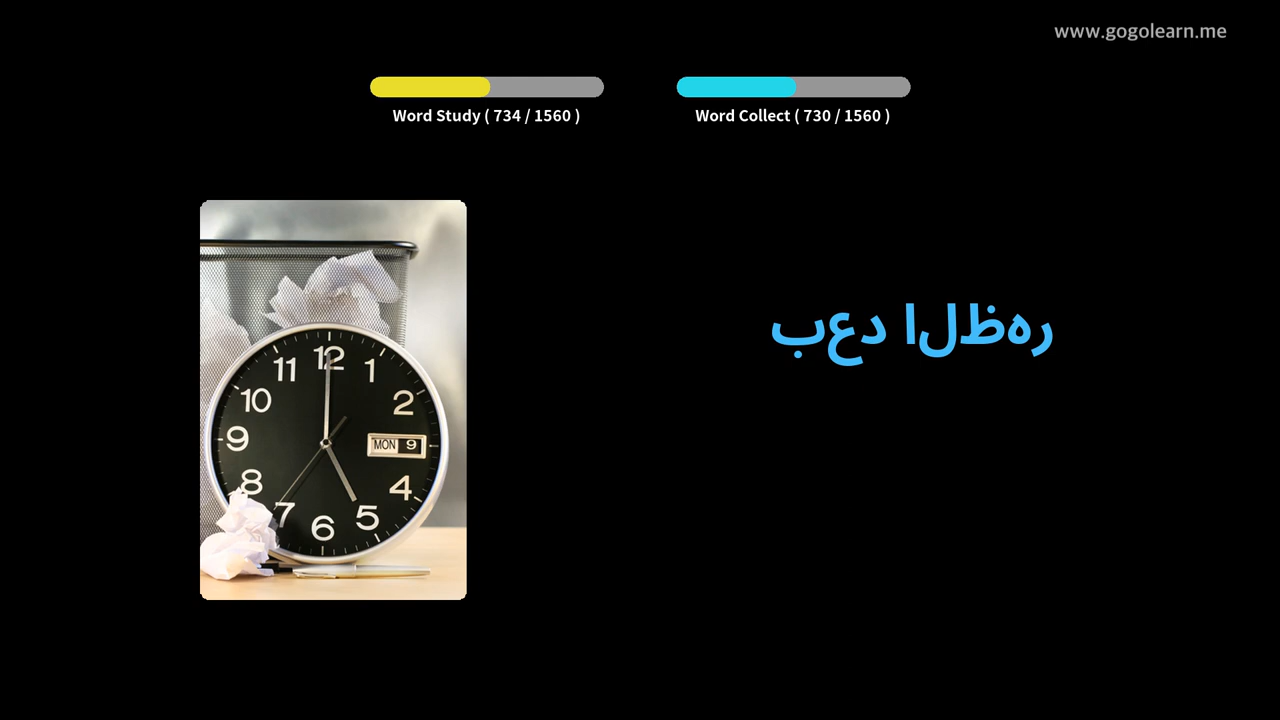 www.gogolearn.me
Word Study ( 734 / 1560 )
Word Collect ( 730 / 1560 )
بعد الظهر
12
11 1
10 2
9 MON 9
8 4
7 5
6